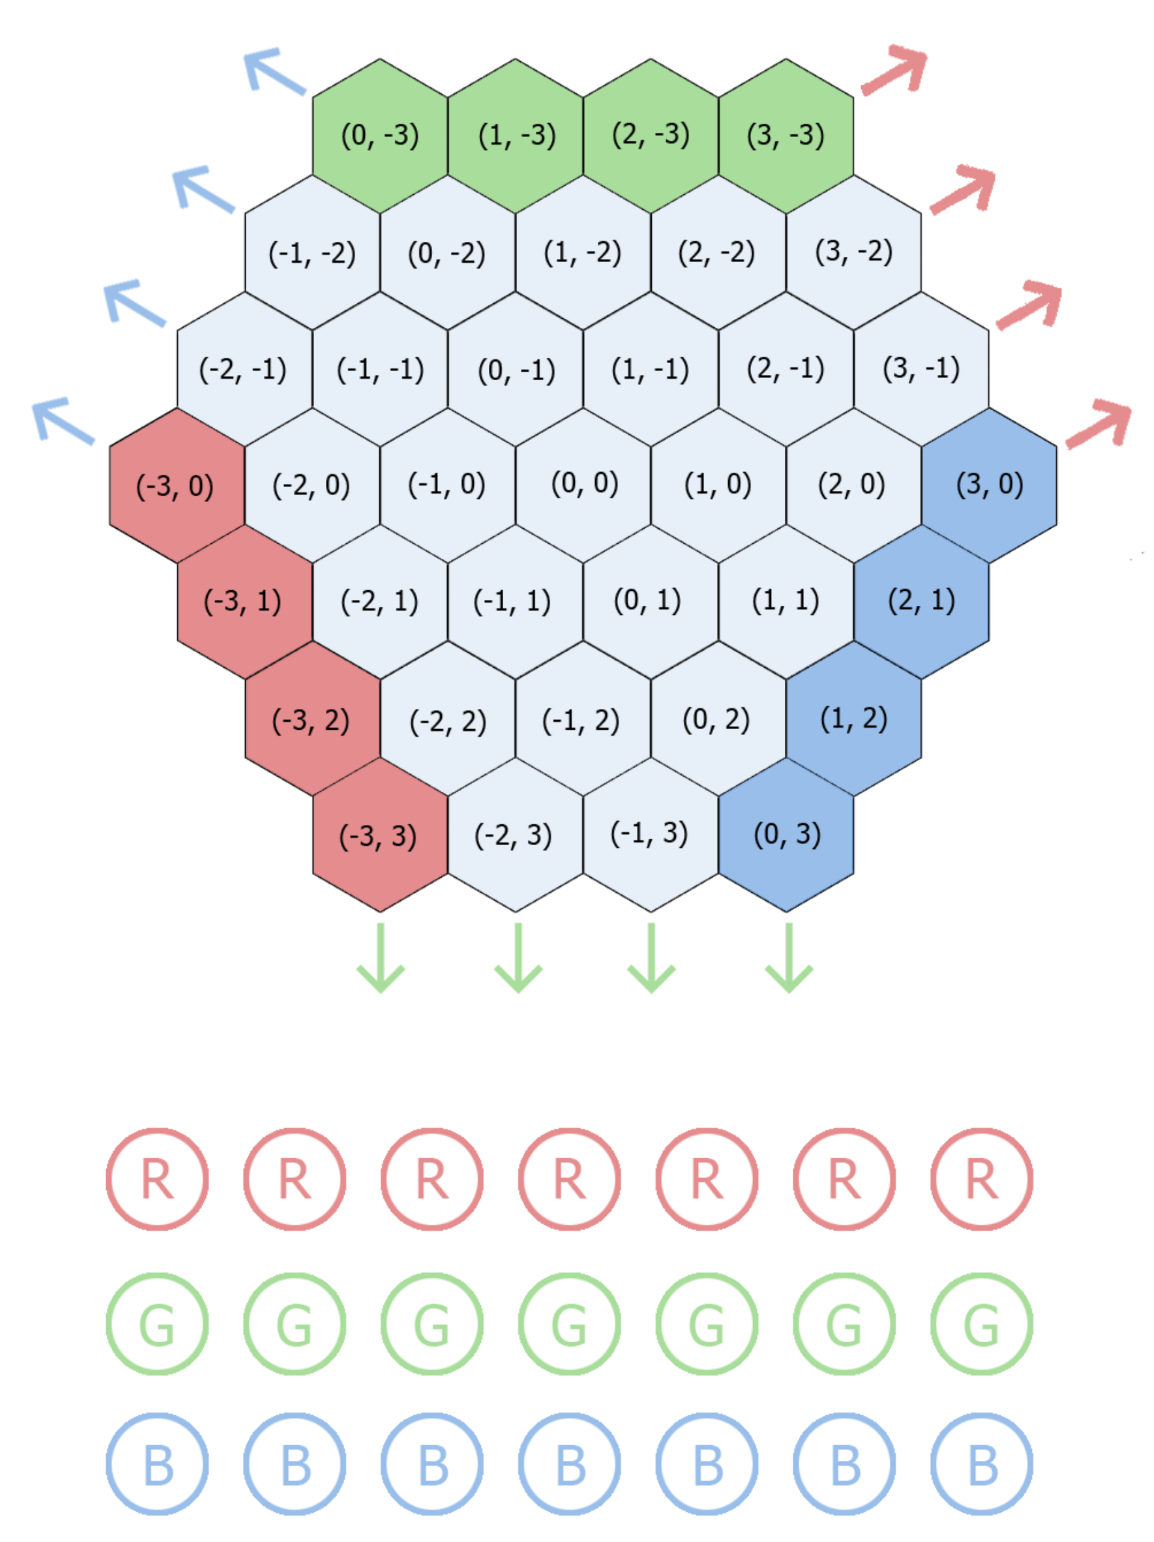 (0, -3) (1, -3) (2, -3) (3, -3)
(-1, -2) (0, -2) (1, -2) (2, -2) (3, -2)
(-2, -1) (-1, -1) (0, -1) (1, -1) (2, -1) (3, -1)
(-3, 0) (-2, 0) (-1, 0) (0, 0) (1, 0) (2, 0) (3, 0)
(-3, 1) (-2, 1) (-1, 1) (0, 1) (1, 1) (2, 1)
(-3, 2) (-2, 2) (-1, 2) (0, 2) (1, 2)
(-3, 3) (-2, 3) (-1, 3) (0, 3)
R R R R R R R
G G G G G G G
B B B B B B B